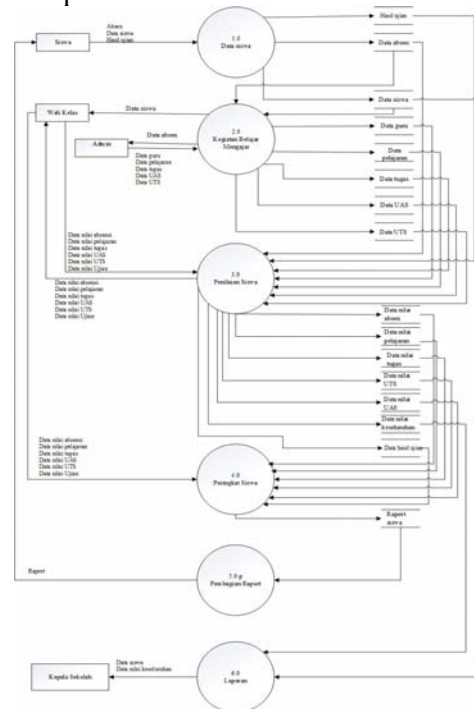 Siswa
Absen
Data siswa
Hasil ujian
1.0
Data siswa
Hasil ujian
Data absen
Data siswa
Wali Kelas
Data siswa
Data absen
Data guru
Data pelajaran
Data tugas
Data UAS
Data UTS
2.0
Kegiatan Belajar
Mengajar
Data guru
Data
pelajaran
Data tugas
Data UAS
Data UTS
Data nilai absensi
Data nilai pelajaran
Data nilai tugas
Data nilai UAS
Data nilai UTS
Data nilai Ujian
Data nilai absensi
Data nilai pelajaran
Data nilai tugas
Data nilai UAS
Data nilai UTS
Data nilai Ujian
3.0
Penilaian Siswa
Data nilai
absen
Data nilai
pelajaran
Data nilai
tugas
Data nilai
UTS
Data nilai
UAS
Data nilai
keseluruhan
Data hasil ujian
Data nilai absensi
Data nilai pelajaran
Data nilai tugas
Data nilai UAS
Data nilai UTS
Data nilai Ujian
4.0
Peringkat Siswa
Raport
siswa
Raport
5.0 p
Pembagian Raport
Kepala Sekolah
Data siswa
Data nilai keseluruhan
6.0
Laporan